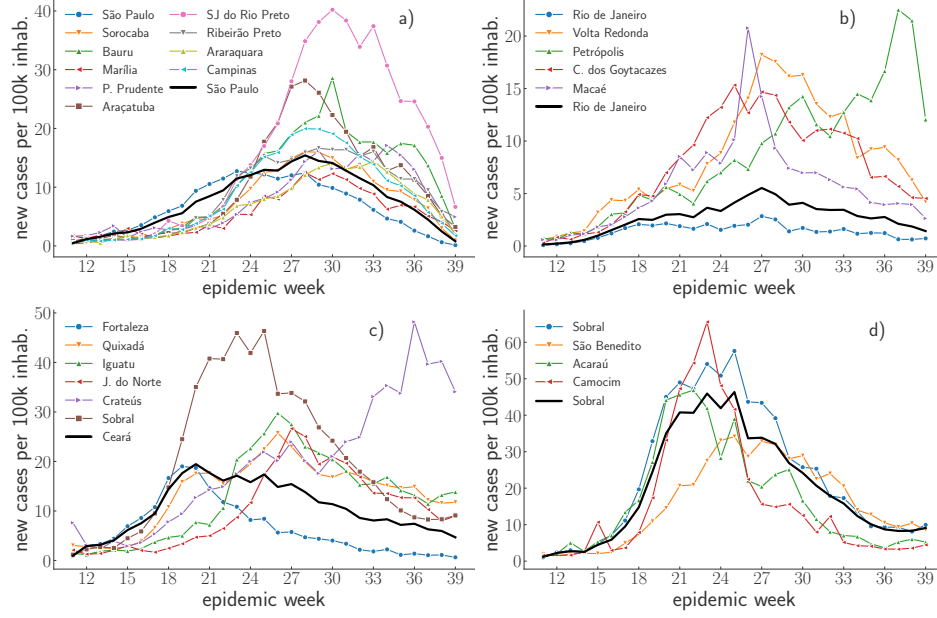 a)
new cases per 100k inhab.
40
30
20
10
0
São Paulo
Sorocaba
Bauru
Marília
P. Prudente
Araçatuba
SJ do Rio Preto
Ribeirão Preto
Araraquara
Campinas
São Paulo
12 15 18 21 24 27 30 33 36 39
epidemic week
b)
new cases per 100k inhab.
20
15
10
5
0
Rio de Janeiro
Volta Redonda
Petrópolis
C. dos Goytacazes
Macaé
Rio de Janeiro
12 15 18 21 24 27 30 33 36 39
epidemic week
c)
new cases per 100k inhab.
50
40
30
20
10
0
Fortaleza
Quixadá
Iguatu
J. do Norte
Crateús
Sobral
Ceará
12 15 18 21 24 27 30 33 36 39
epidemic week
d)
new cases per 100k inhab.
60
50
40
30
20
10
0
Sobral
São Benedito
Acaraú
Camocim
Sobral
12 15 18 21 24 27 30 33 36 39
epidemic week